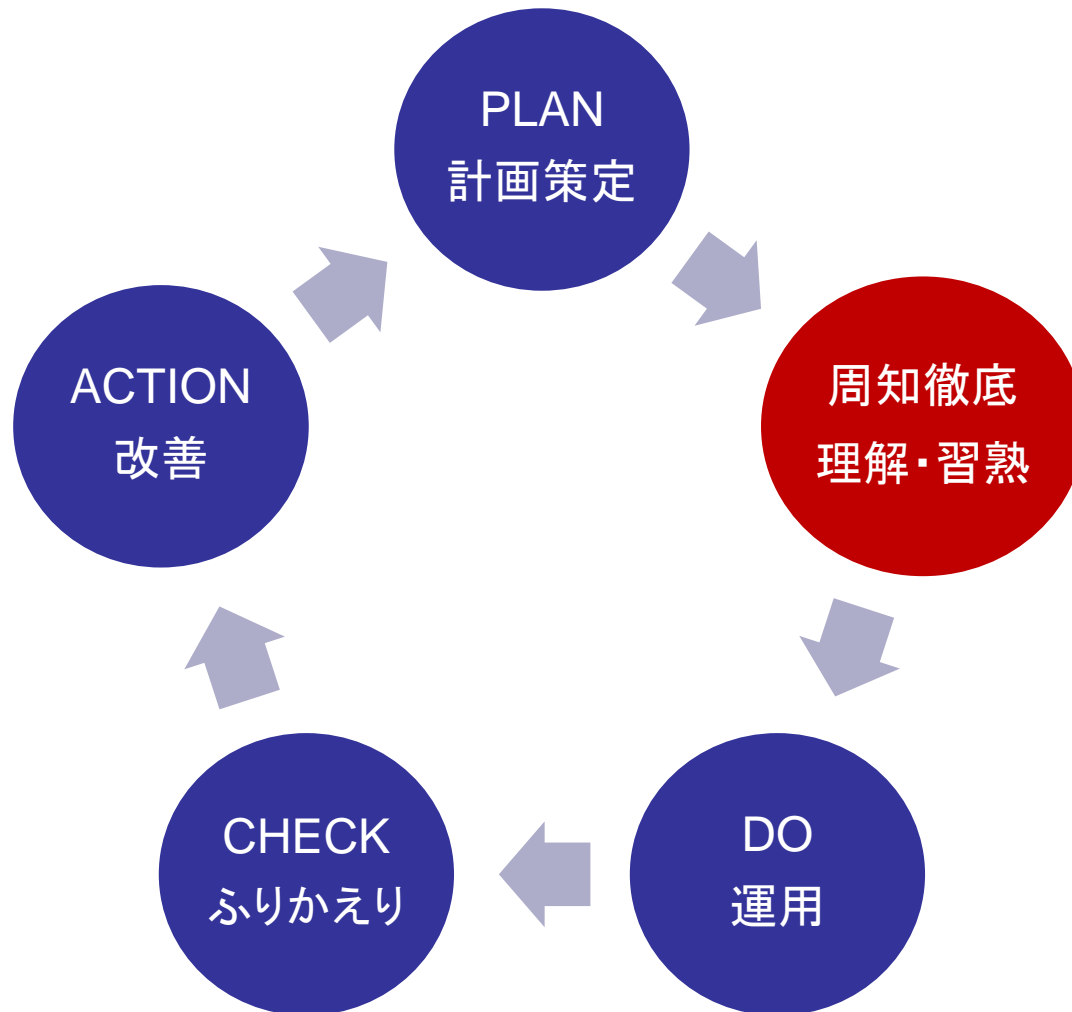 PLAN
計画策定
周知徹底
理解・習熟
DO
運用
CHECK
ふりかえり
ACTION
改善